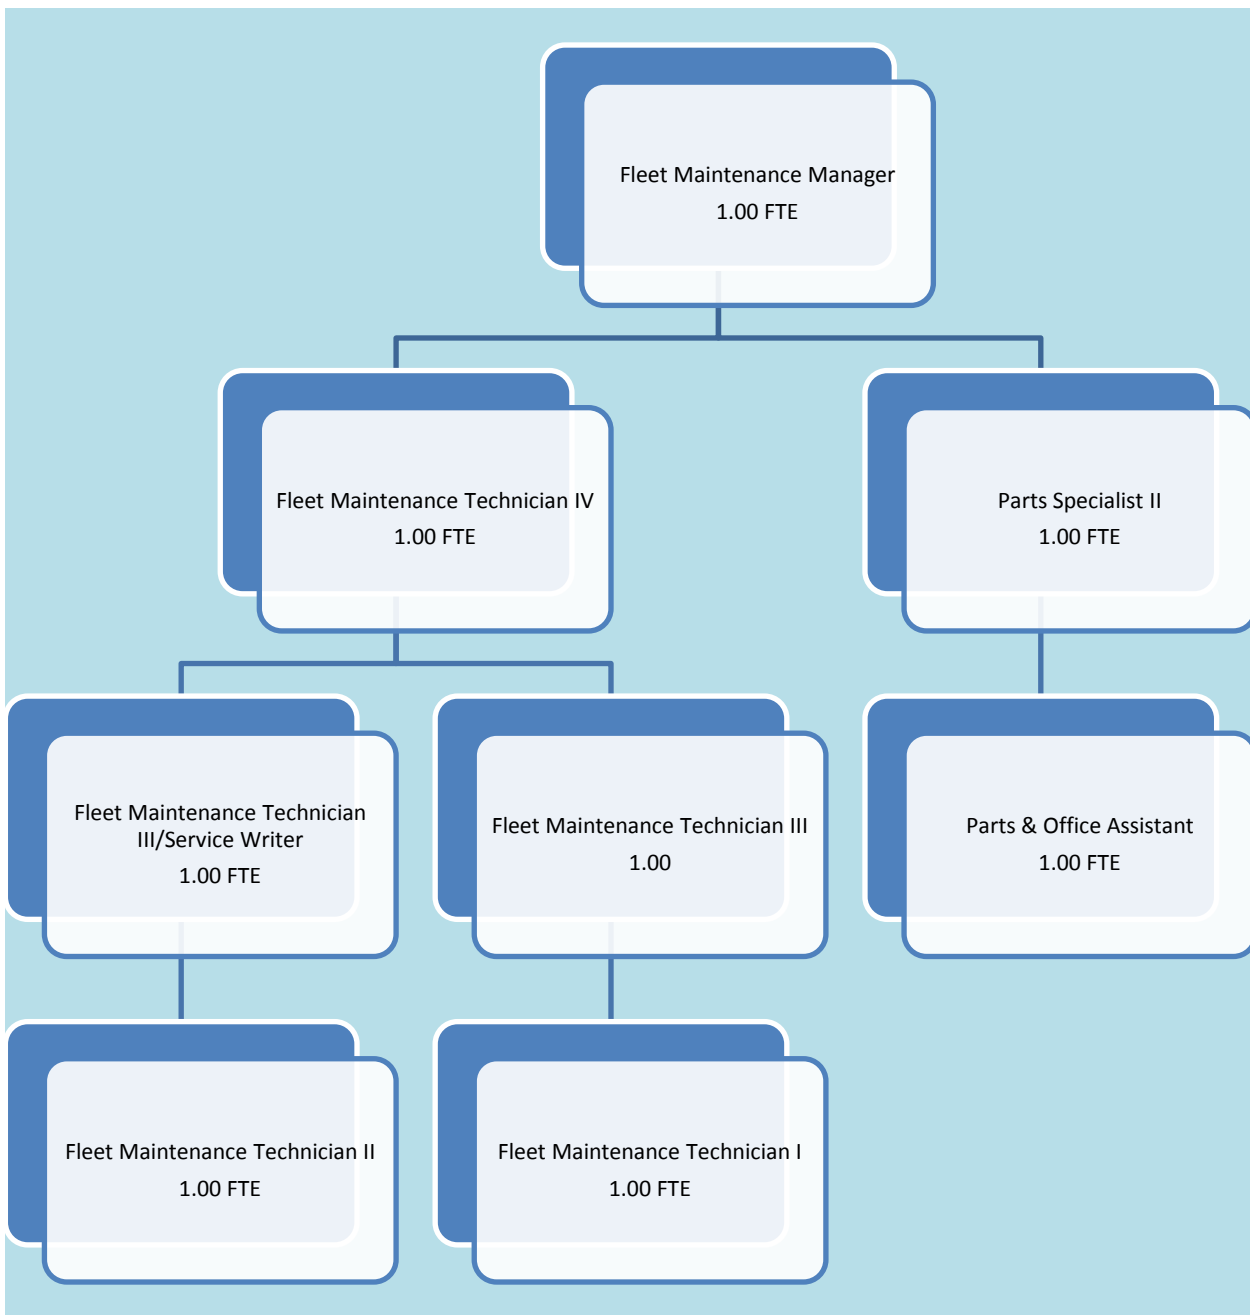 Fleet Maintenance Manager
1.00 FTE
Fleet Maintenance Technician IV
1.00 FTE
Parts Specialist II
1.00 FTE
Fleet Maintenance Technician
III/Service Writer
1.00 FTE
Fleet Maintenance Technician III
1.00
Parts & Office Assistant
1.00 FTE
Fleet Maintenance Technician II
1.00 FTE
Fleet Maintenance Technician I
1.00 FTE